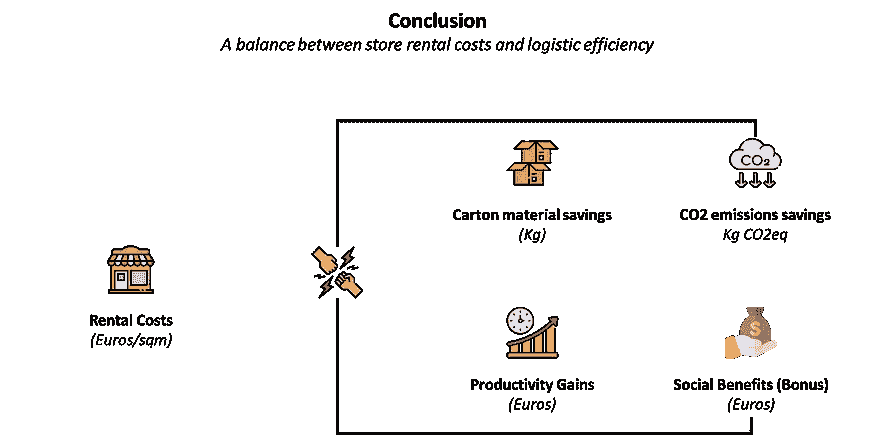 Conclusion
A balance between store rental costs and logistic efficiency
CO₂
Carton material savings
(Kg)
CO2 emissions savings
Kg CO2eq
Rental Costs
(Euros/sqm)
$
Productivity Gains
(Euros)
Social Benefits (Bonus)
(Euros)